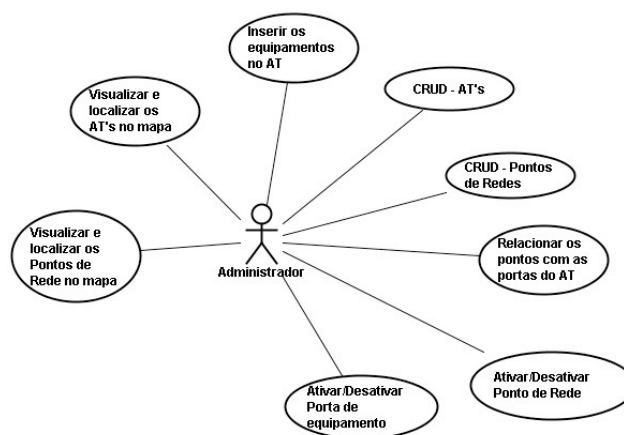 Inserir os
equipamentos
no AT
Visualizar e
localizar os
AT's no mapa
CRUD - AT's
CRUD - Pontos
de Redes
Visualizar e
localizar os
Pontos de
Rede no mapa
Administrador
Relacionar os
pontos com as
portas do AT
Ativar/Desativar
Porta de
equipamento
Ativar/Desativar
Ponto de Rede